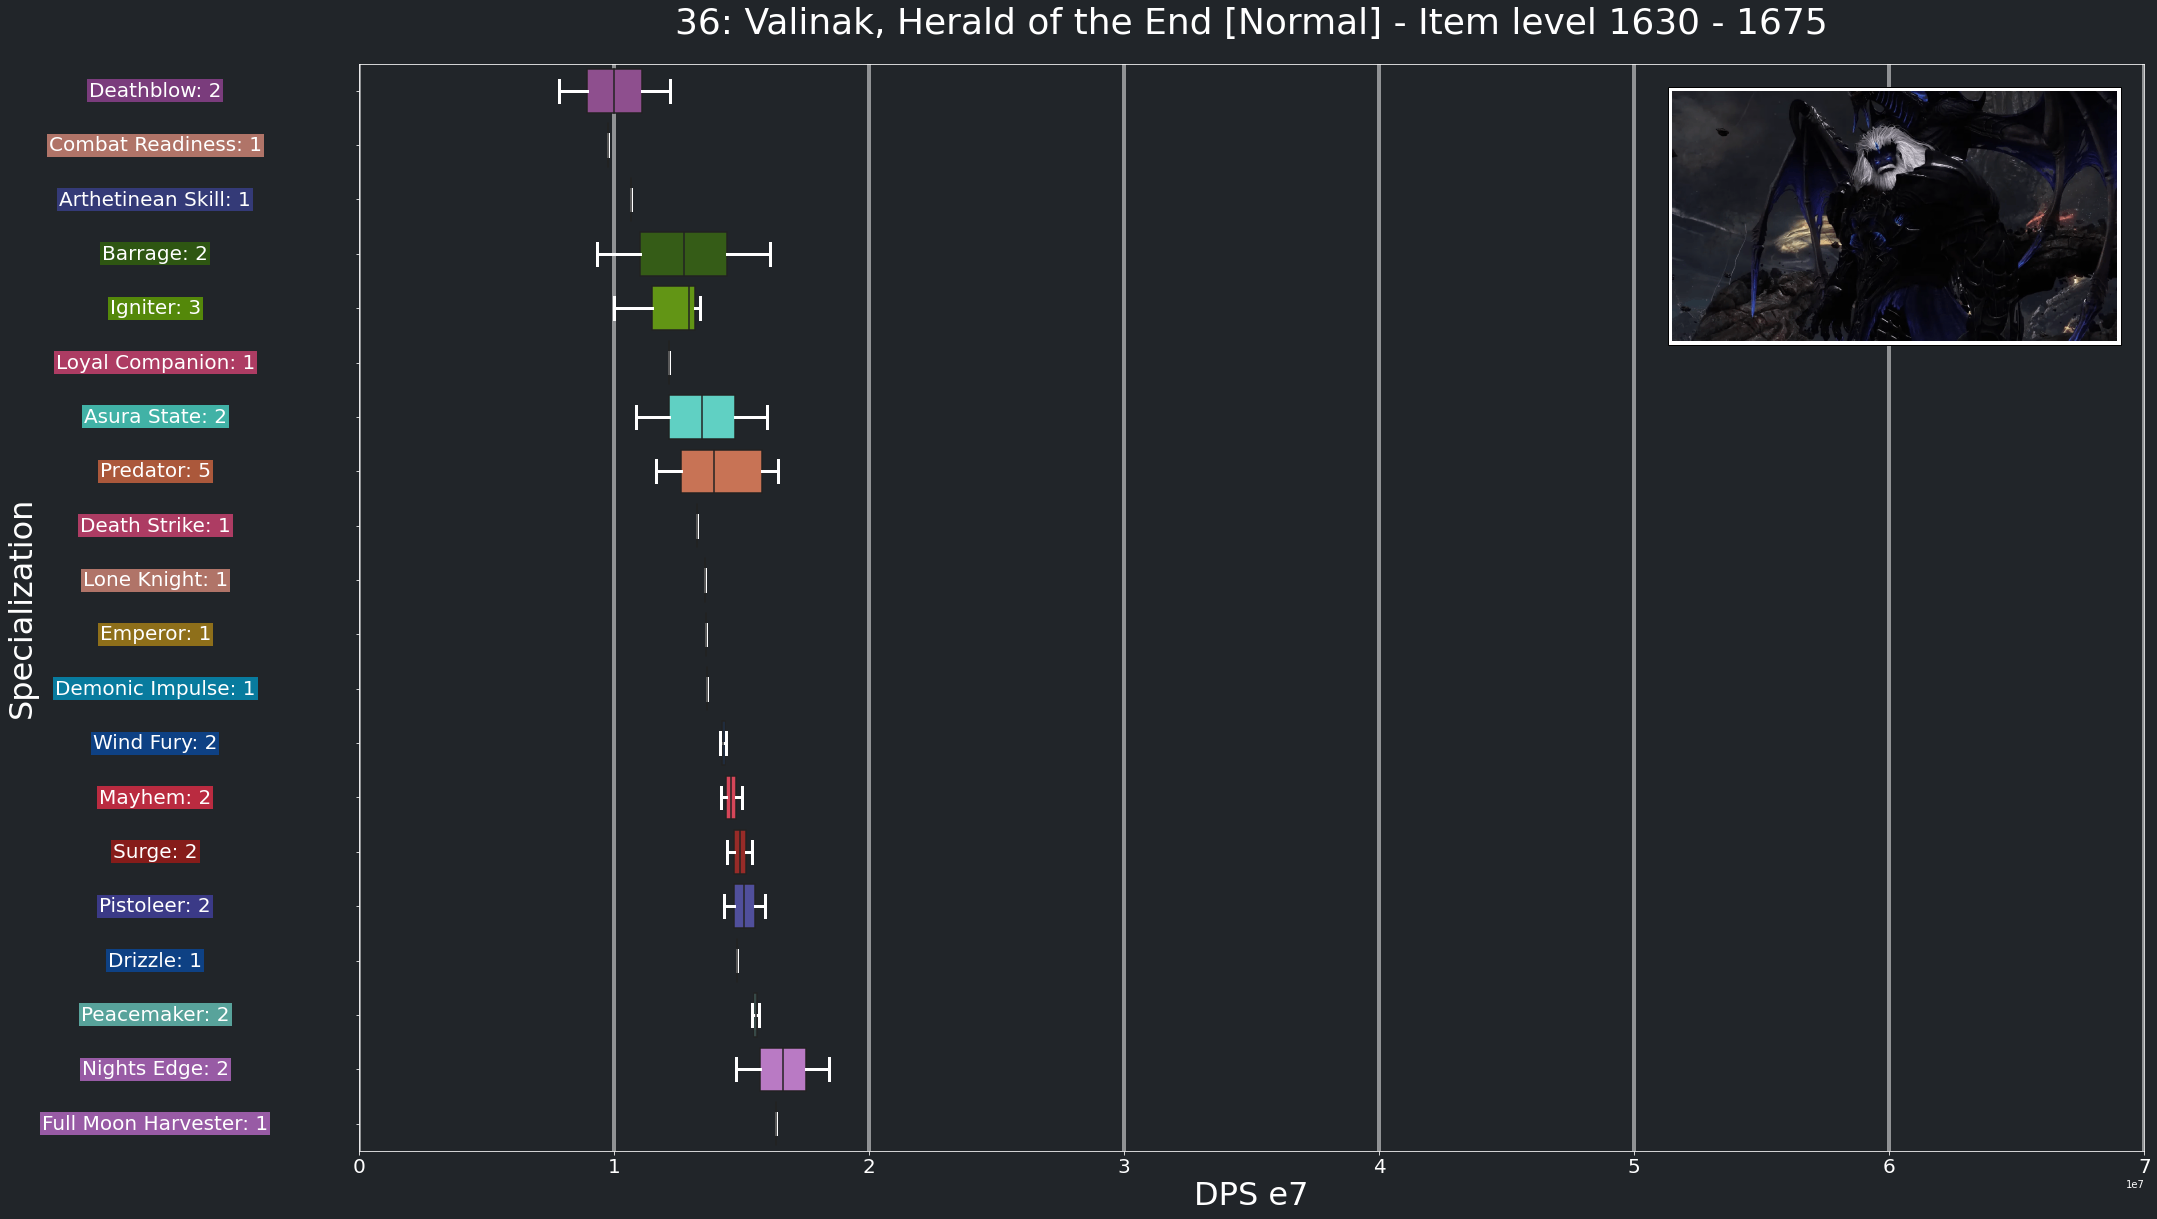 36: Valinak, Herald of the End [Normal] - Item level 1630 - 1675
Deathblow: 2
Combat Readiness: 1
Arthetinean Skill: 1
Barrage: 2
Igniter: 3
Loyal Companion: 1
Asura State: 2
Predator: 5
Death Strike: 1
Lone Knight: 1
Emperor: 1
Demonic Impulse: 1
Wind Fury: 2
Mayhem: 2
Surge: 2
Pistoleer: 2
Drizzle: 1
Peacemaker: 2
Nights Edge: 2
Full Moon Harvester: 1
Specialization
0 1 2 3 4 5 6 7
1e7
DPS e7